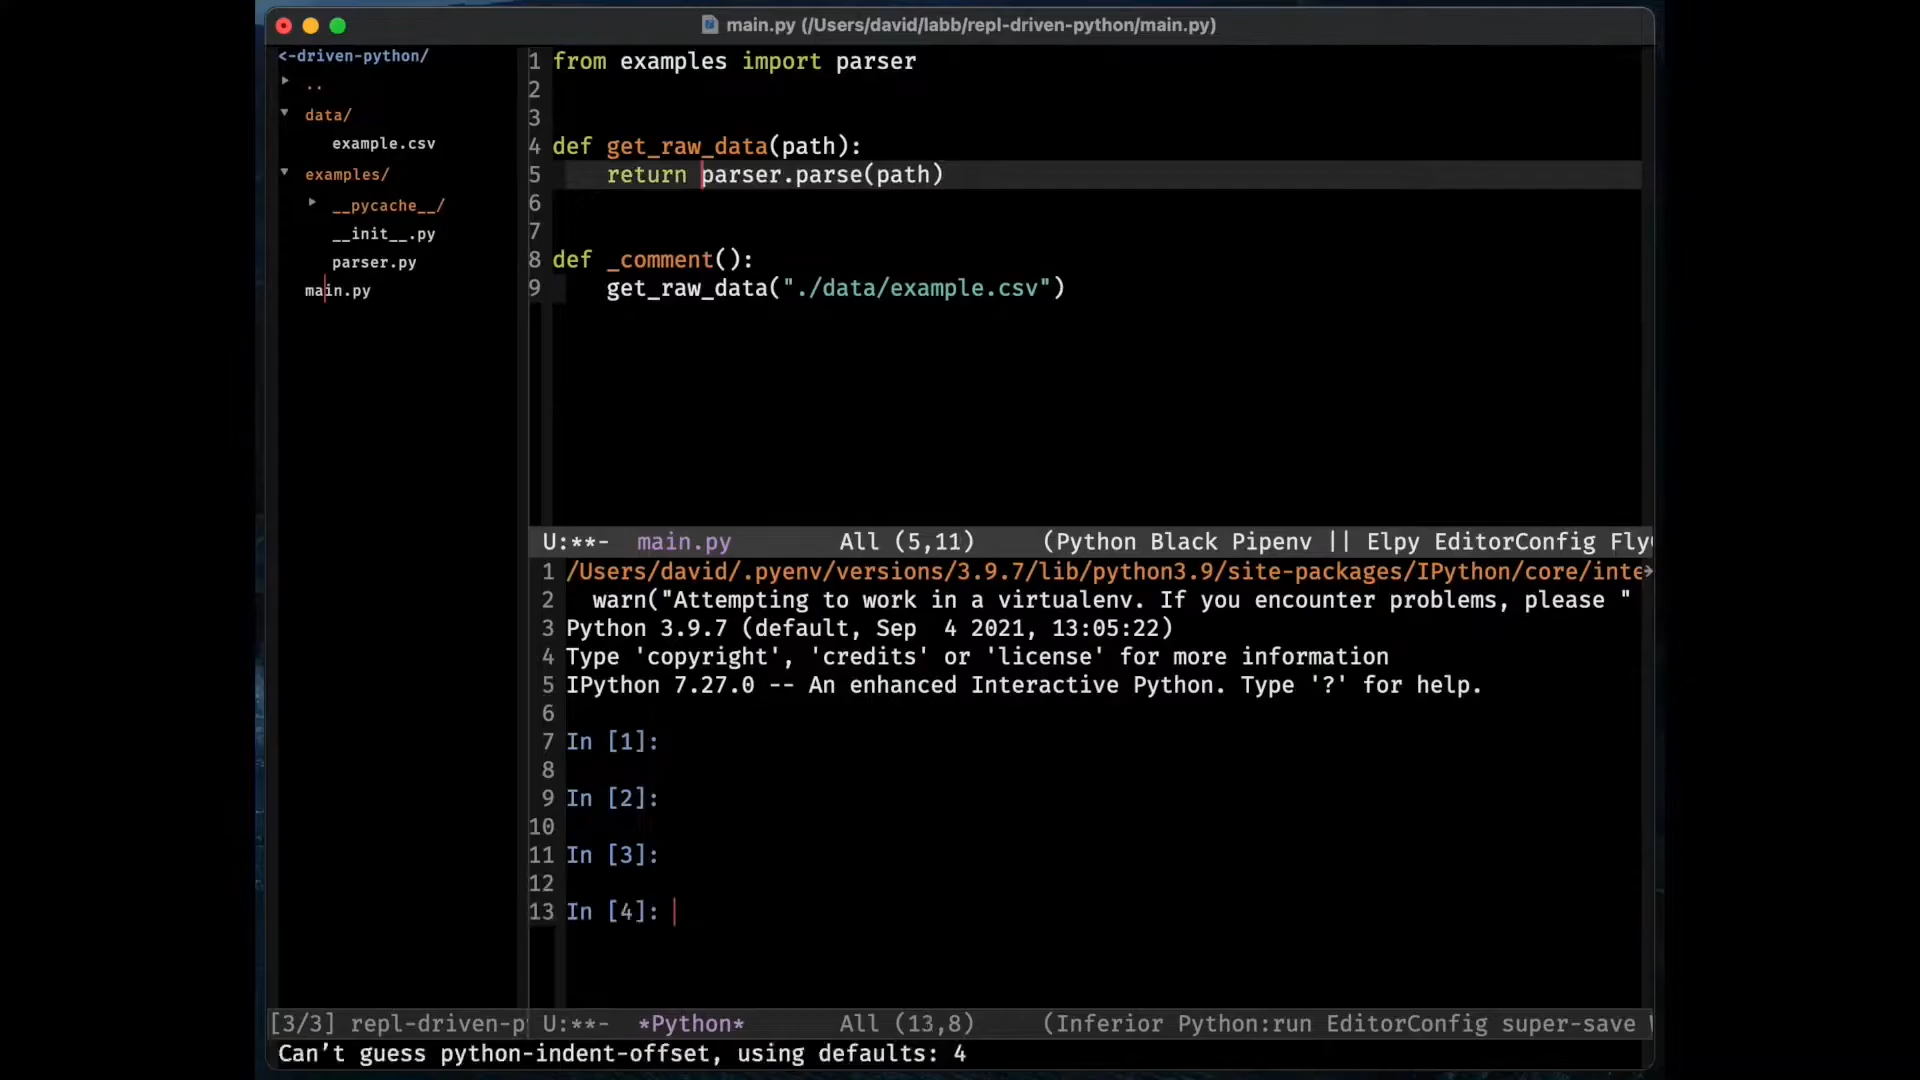 main.py (/Users/david/labb/repl-driven-python/main.py)
<-driven-python/
..
data/
example.csv
examples/
__pycache__/
__init__.py
parser.py
main.py
1 from examples import parser
2
3
4 def get_raw_data(path):
5 return parser.parse(path)
6
7
8 def _comment():
9 get_raw_data("./data/example.csv")
U:**- main.py All (5,11) (Python Black Pipenv || Elpy EditorConfig Fly
1 /Users/david/.pyenv/versions/3.9.7/lib/python3.9/site-packages/IPython/core/inte
2 warn("Attempting to work in a virtualenv. If you encounter problems, please "
3 Python 3.9.7 (default, Sep 4 2021, 13:05:22)
4 Type 'copyright', 'credits' or 'license' for more information
5 IPython 7.27.0 -- An enhanced Interactive Python. Type '?' for help.
6
7 In [1]:
8
9 In [2]:
10
11 In [3]:
12
13 In [4]:
[3/3] repl-driven-p
U:**- *Python* All (13,8) (Inferior Python:run EditorConfig super-save
Can’t guess python-indent-offset, using defaults: 4